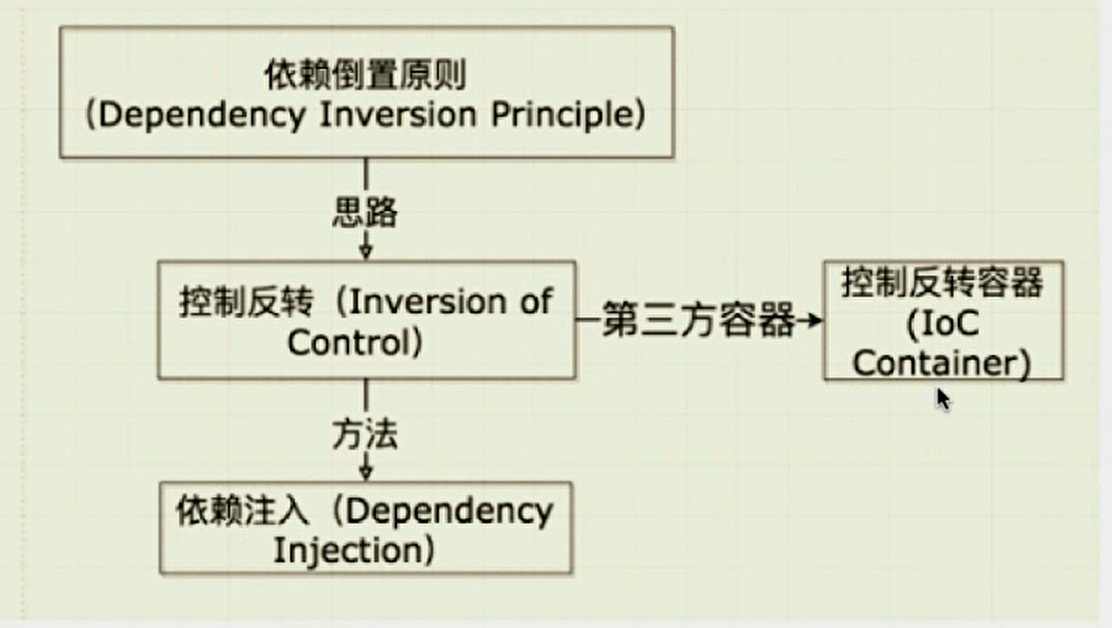 依赖倒置原则
（Dependency Inversion Principle）
思路
控制反转（Inversion of
Control）
第三方容器
控制反转容器
(IoC
Container)
方法
依赖注入（Dependency
Injection）